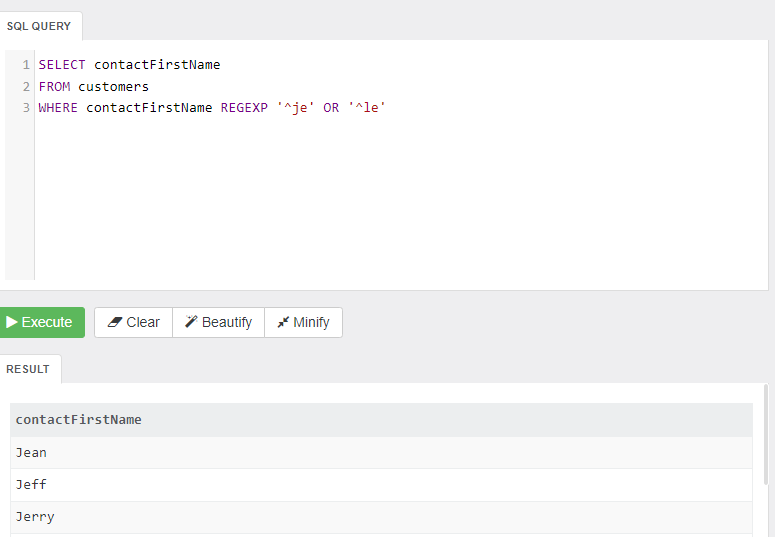 SQL QUERY
1 SELECT contactFirstName
2 FROM customers
3 WHERE contactFirstName REGEXP '^je' OR '^le'
Execute Clear Beautify Minify
RESULT
contactFirstName
Jean
Jeff
Jerry